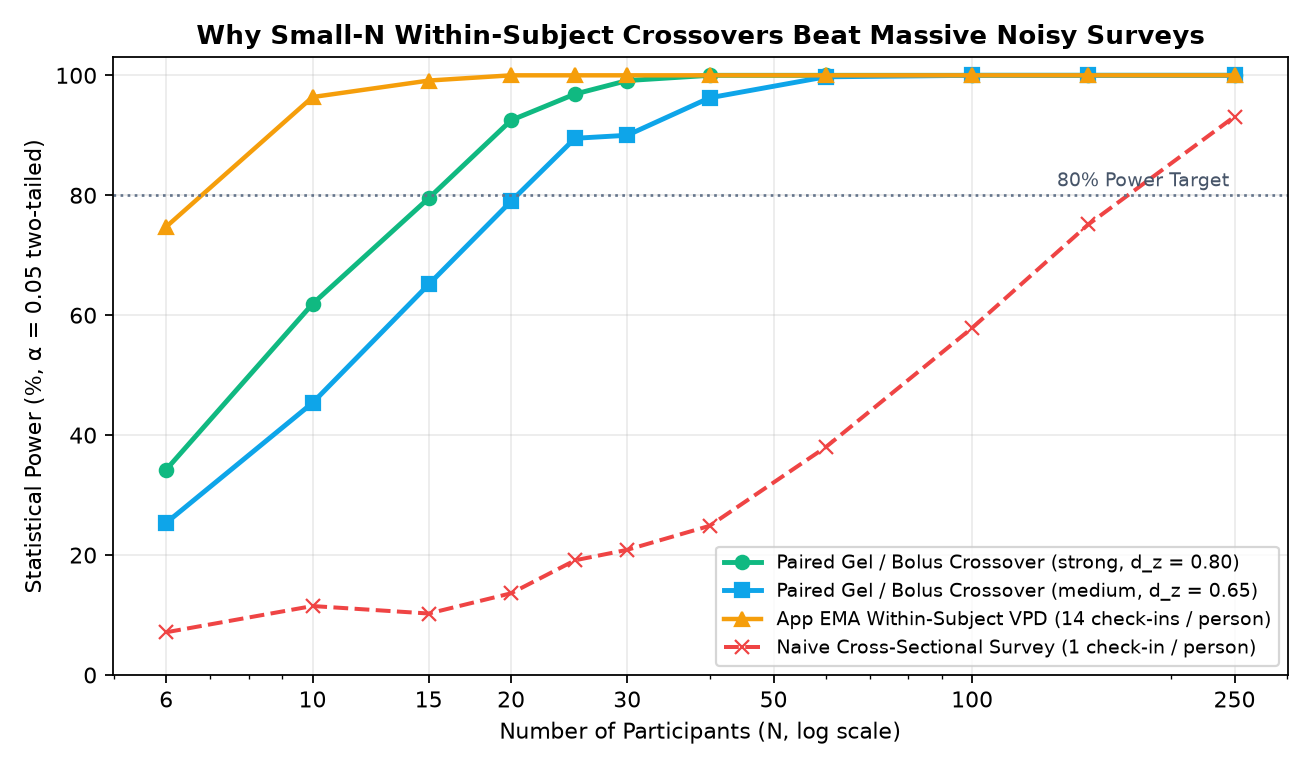 Why Small-N Within-Subject Crossovers Beat Massive Noisy Surveys
Statistical Power (%, α = 0.05 two-tailed)
100
80
60
40
20
0
80% Power Target
Paired Gel / Bolus Crossover (strong, d_z = 0.80)
Paired Gel / Bolus Crossover (medium, d_z = 0.65)
App EMA Within-Subject VPD (14 check-ins / person)
Naive Cross-Sectional Survey (1 check-in / person)
6 10 15 20 30 50 100 250
Number of Participants (N, log scale)